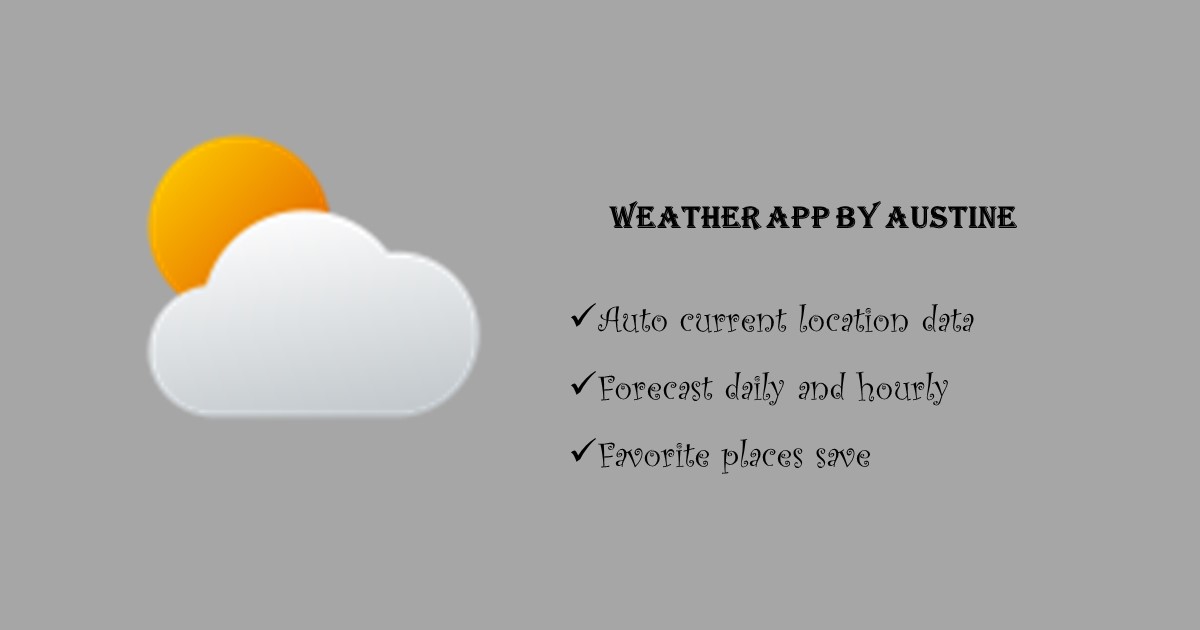 WEATHER APP BY AUSTINE
✓Auto current location data
✓Forecast daily and hourly
✓Favorite places save